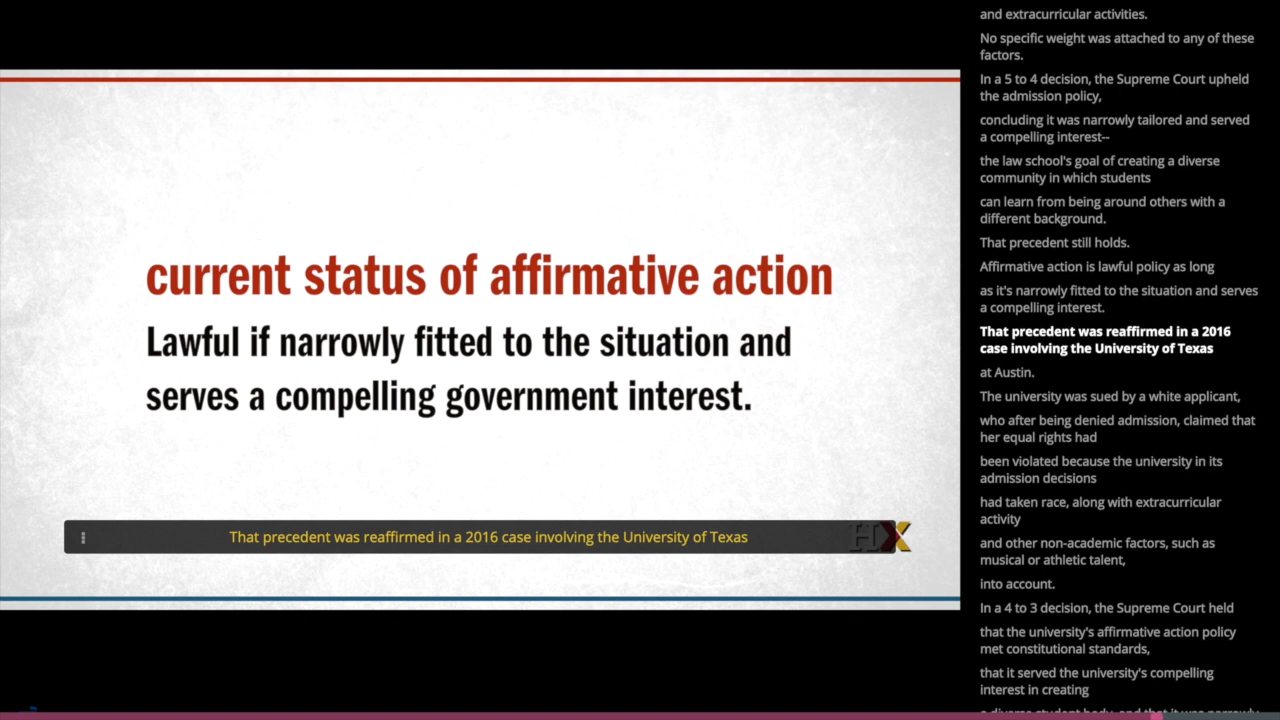 current status of affirmative action
Lawful if narrowly fitted to the situation and
serves a compelling government interest.
That precedent was reaffirmed in a 2016 case involving the University of Texas
HX
and extracurricular activities.
No specific weight was attached to any of these
factors.
In a 5 to 4 decision, the Supreme Court upheld
the admission policy,
concluding it was narrowly tailored and served
a compelling interest--
the law school's goal of creating a diverse
community in which students
can learn from being around others with a
different background.
That precedent still holds.
Affirmative action is lawful policy as long
as it's narrowly fitted to the situation and serves
a compelling interest.
That precedent was reaffirmed in a 2016
case involving the University of Texas
at Austin.
The university was sued by a white applicant,
who after being denied admission, claimed that
her equal rights had
been violated because the university in its
admission decisions
had taken race, along with extracurricular
activity
and other non-academic factors, such as
musical or athletic talent,
into account.
In a 4 to 3 decision, the Supreme Court held
that the university's affirmative action policy
met constitutional standards,
that it served the university's compelling
interest in creating
a diverse student body, and that it was narrowly